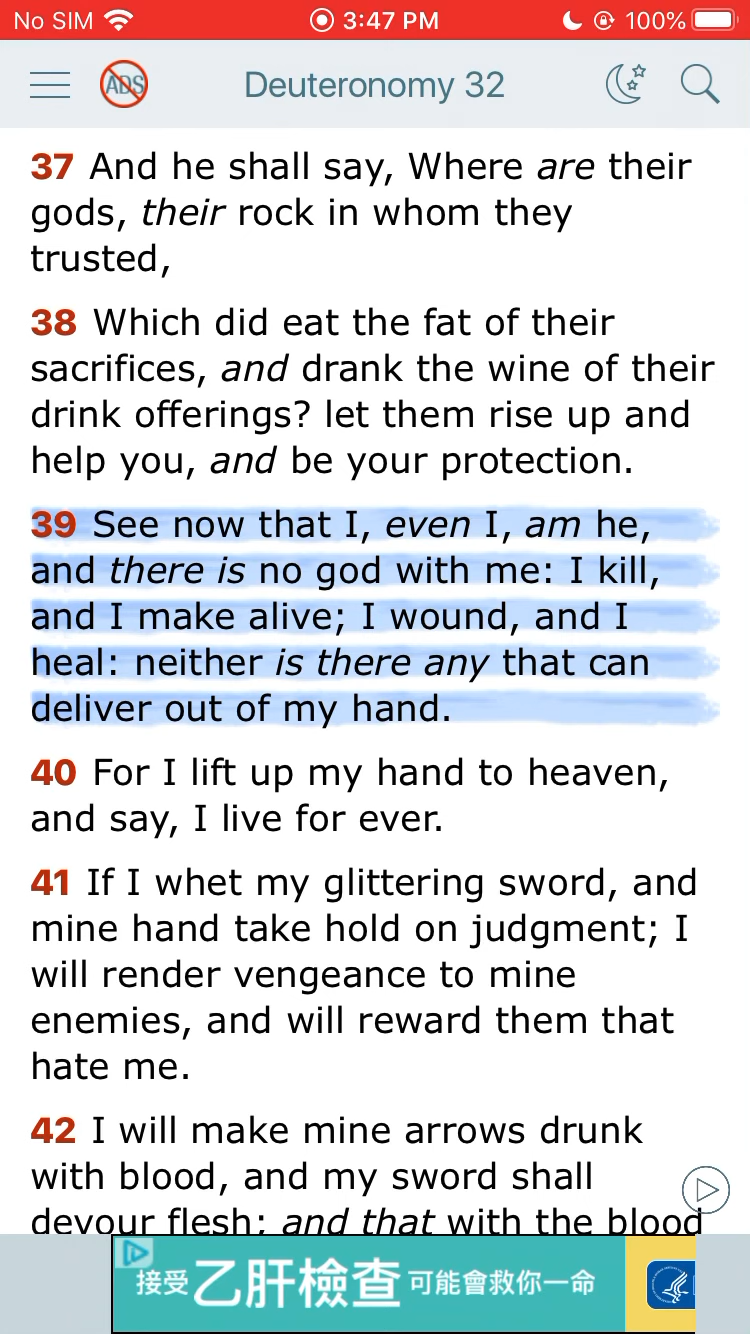 No SIM 3:47 PM 100%
ADS Deuteronomy 32
37 And he shall say, Where are their
gods, their rock in whom they
trusted,
38 Which did eat the fat of their
sacrifices, and drank the wine of their
drink offerings? let them rise up and
help you, and be your protection.
39 See now that I, even I, am he,
and there is no god with me: I kill,
and I make alive; I wound, and I
heal: neither is there any that can
deliver out of my hand.
40 For I lift up my hand to heaven,
and say, I live for ever.
41 If I whet my glittering sword, and
mine hand take hold on judgment; I
will render vengeance to mine
enemies, and will reward them that
hate me.
42 I will make mine arrows drunk
with blood, and my sword shall
devour flesh; and that with the blood
接受乙肝檢查可能會救你一命